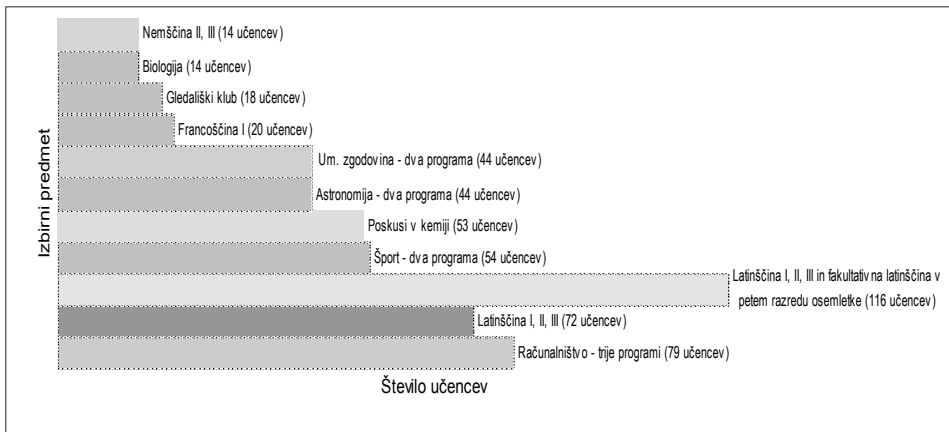 Nemščina II, III (14 učencev)
Biologija (14 učencev)
Gledališki klub (18 učencev)
Francoščina I (20 učencev)
Um. zgodovina - dva programa (44 učencev)
Astronomija - dva programa (44 učencev)
Poskusi v kemiji (53 učencev)
Šport - dva programa (54 učencev)
Latinščina I, II, III in fakultativna latinščina v
petem razredu osemletke (116 učencev)
Latinščina I, II, III (72 učencev)
Računalništvo - trije programi (79 učencev)
Izbirni predmet
Število učencev